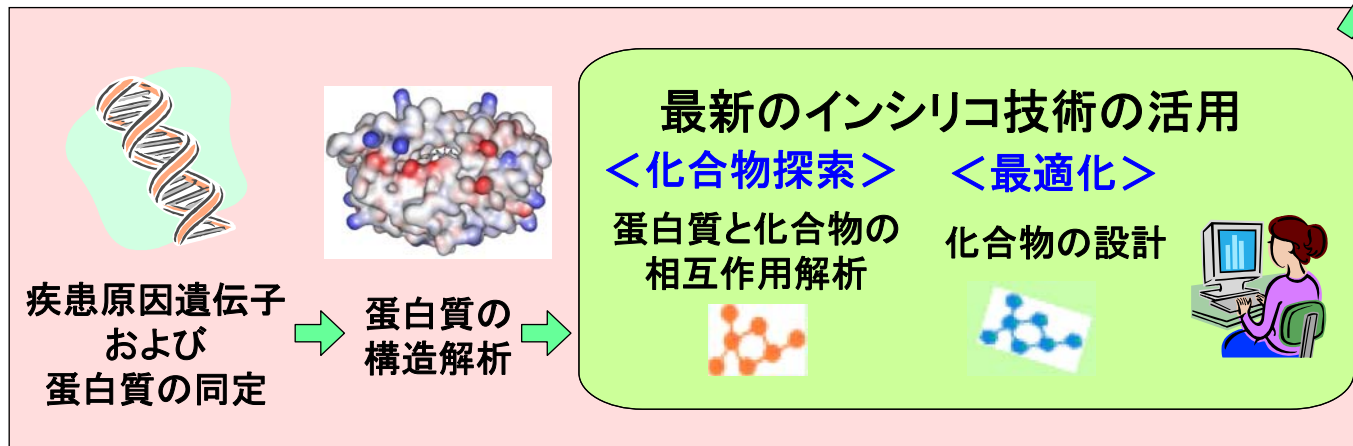 最新のインシリコ技術の活用
＜化合物探索＞
＜最適化＞
蛋白質と化合物の
相互作用解析
化合物の設計
疾患原因遺伝子
および
蛋白質の同定
蛋白質の
構造解析